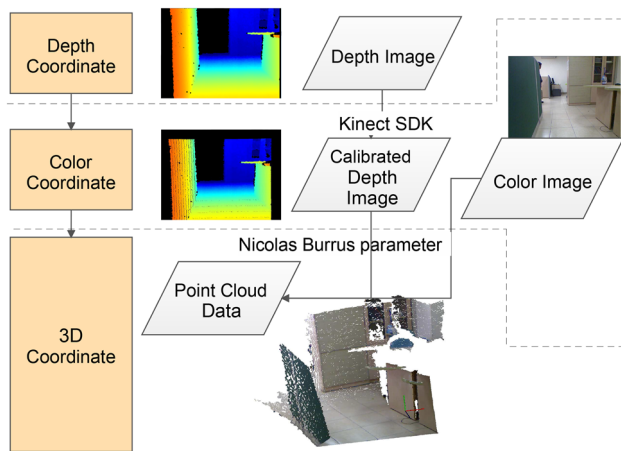 Depth
Coordinate
Depth Image
Kinect SDK
Color
Coordinate
Calibrated
Depth
Image
Color Image
Nicolas Burrus parameter
Point Cloud
Data
3D
Coordinate